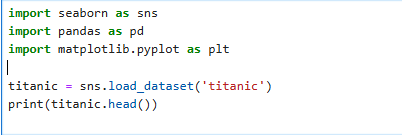 import seaborn as sns
import pandas as pd
import matplotlib.pyplot as plt

titanic = sns.load_dataset('titanic')
print(titanic.head())